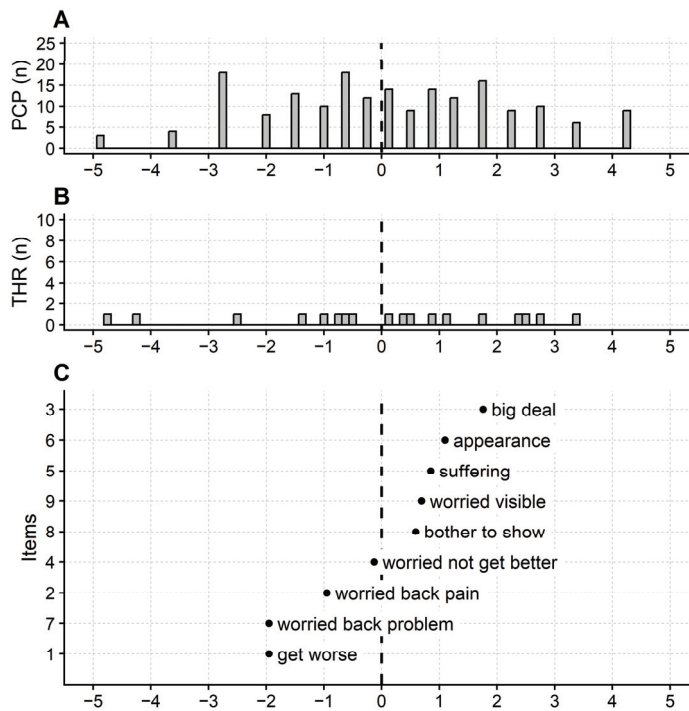 A
PCP (n)
25
20
15
10
5
0
−5 −4 −3 −2 −1 0 1 2 3 4 5
B
THR (n)
10
8
6
4
2
0
−5 −4 −3 −2 −1 0 1 2 3 4 5
C
Items
3 big deal
6 appearance
5 suffering
9 worried visible
8 bother to show
4 worried not get better
2 worried back pain
7 worried back problem
1 get worse
−5 −4 −3 −2 −1 0 1 2 3 4 5